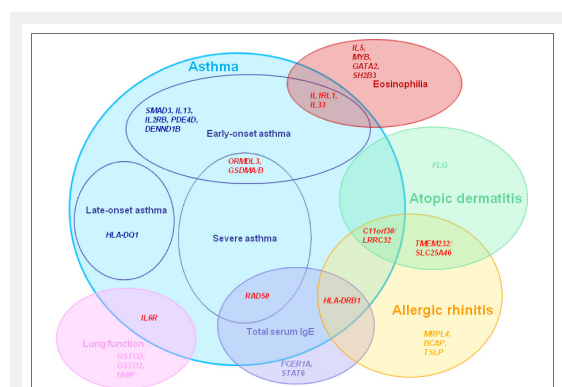 Asthma
IL5,
MYB,
GATA2,
SH2B3
Eosinophilia
IL1RL1,
IL33
SMAD3, IL13,
IL2RB, PDE4D,
DENND1B
Early-onset asthma
ORMDL3,
GSDMA/B
FLG
Atopic dermatitis
Late-onset asthma
HLA-DQ1
Severe asthma
C11orf30/
LRRC32
TMEM232/
SLC25A46
RAD50
HLA-DRB1
Allergic rhinitis
IL6R
Total serum IgE
MRPL4,
BCAP,
TSLP
Lung function
GSTCD,
GSTO2,
HHIP
FCER1A,
STAT6